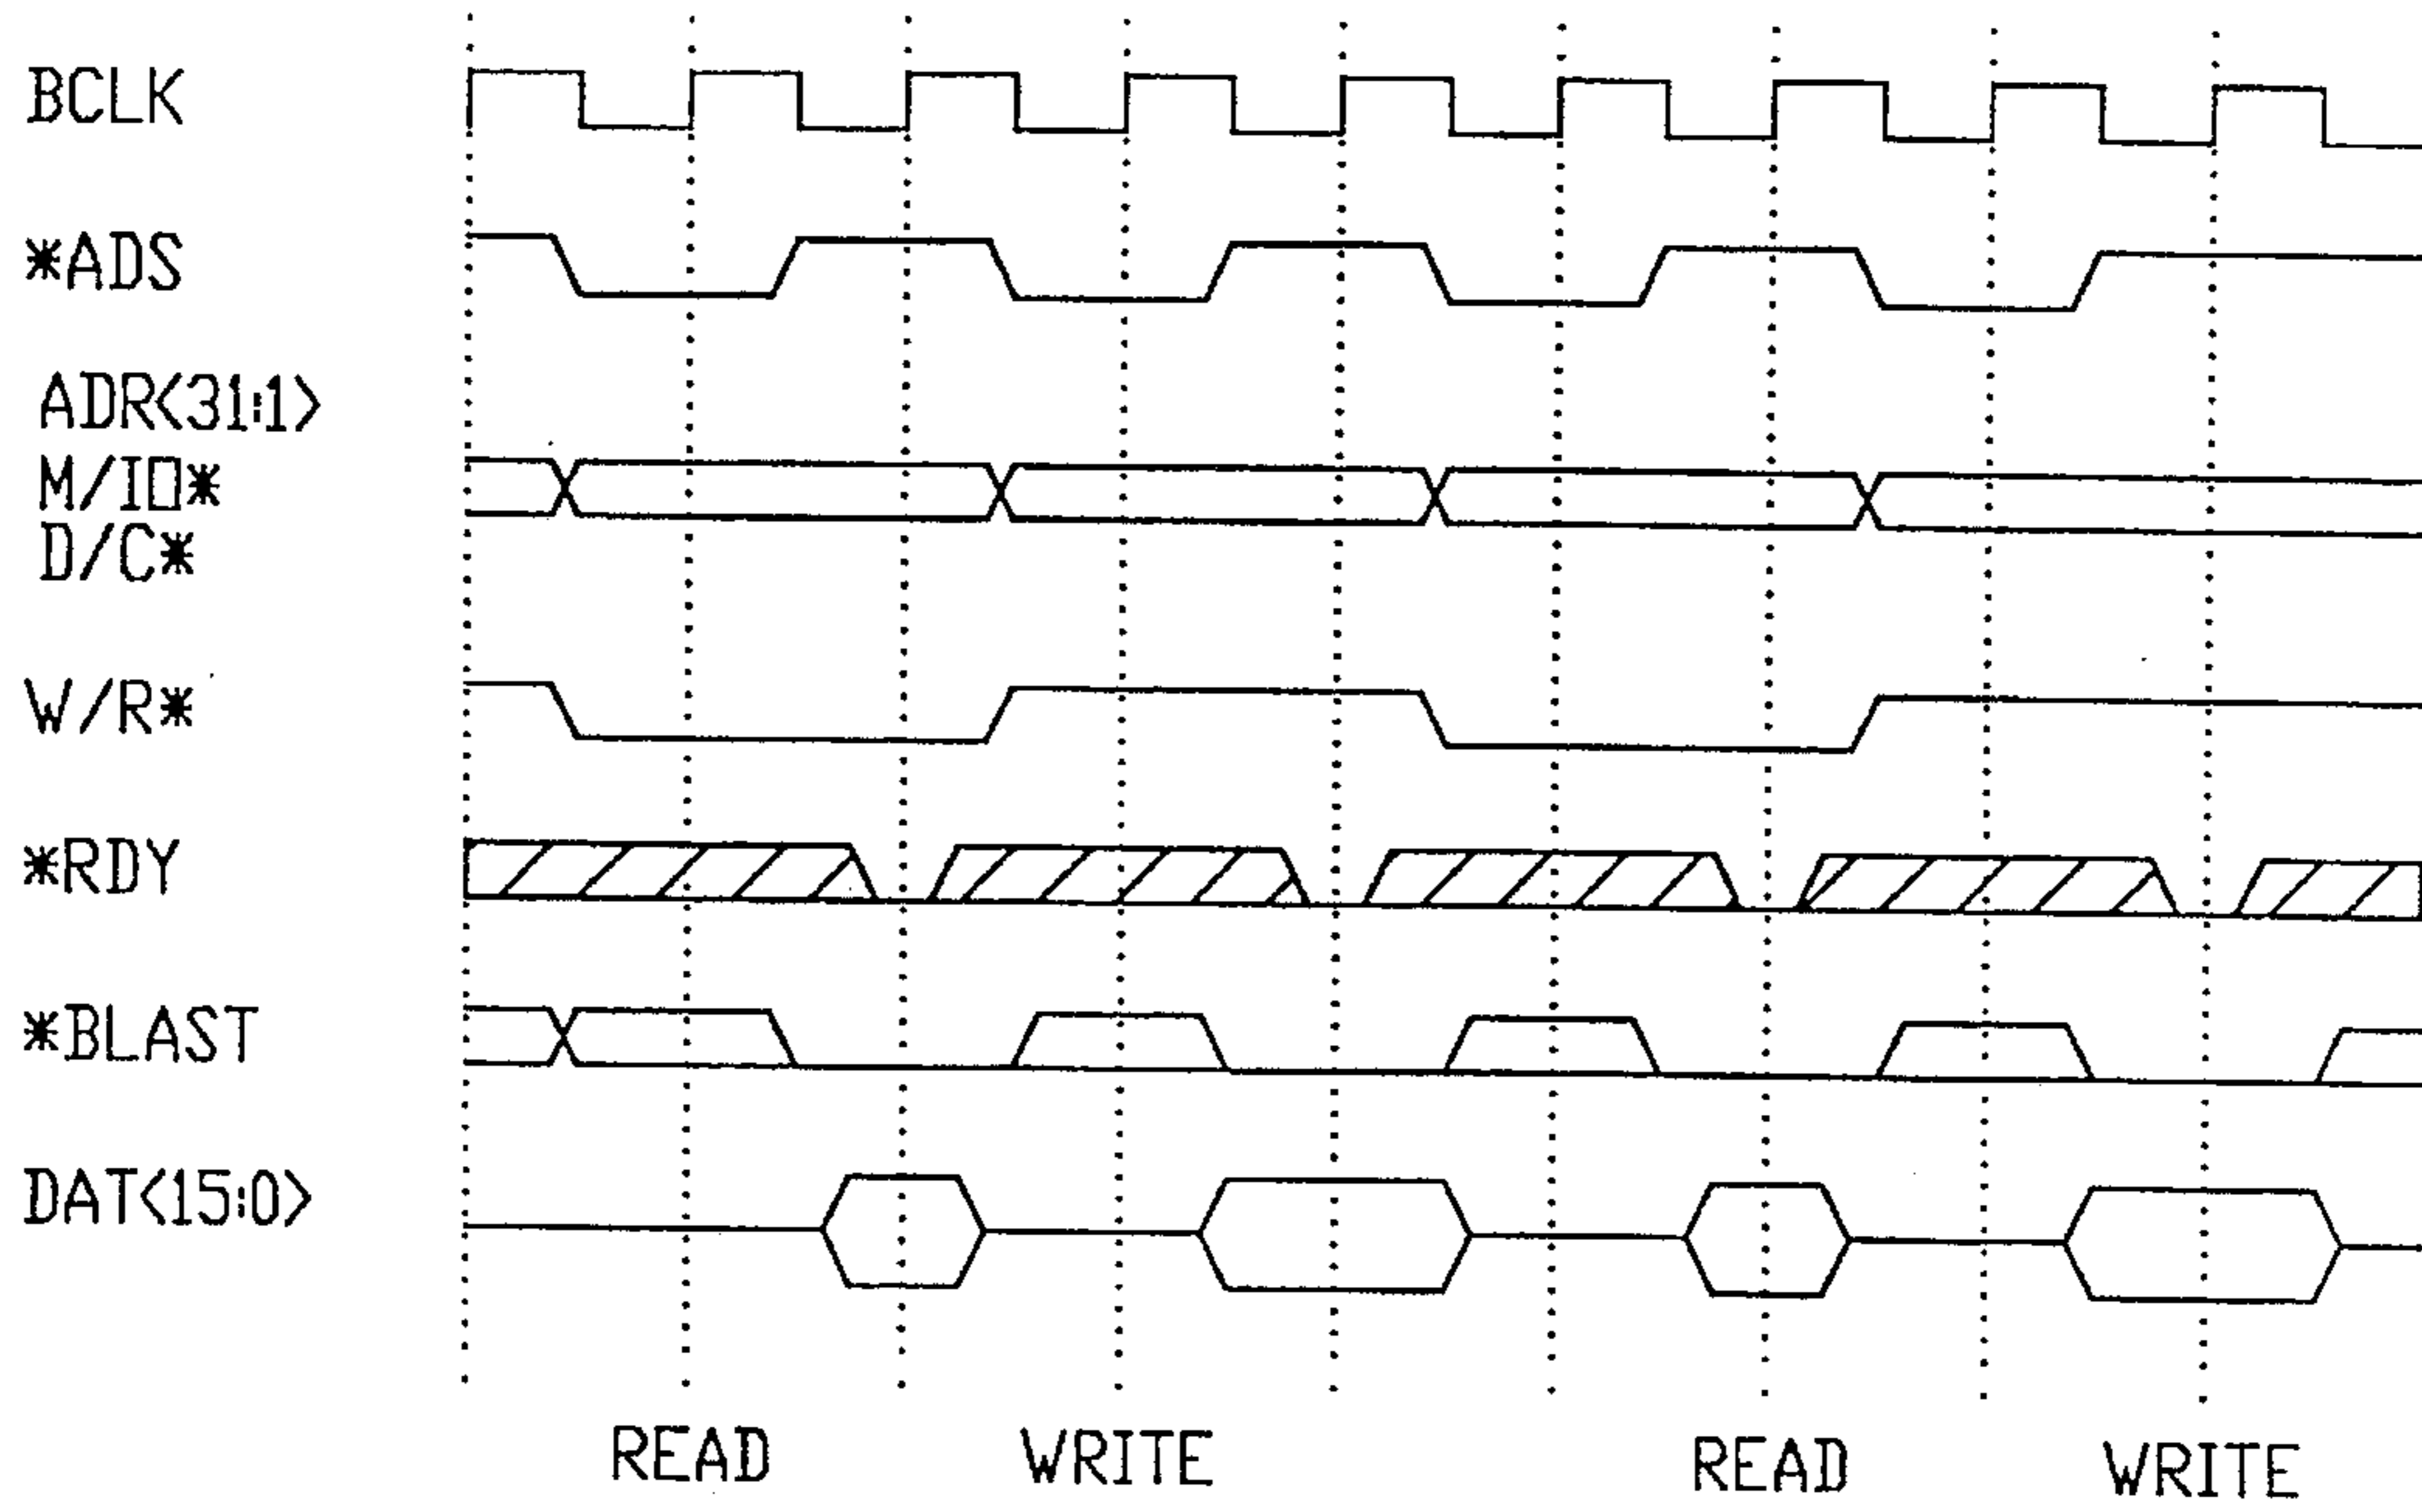 BCLK
*ADS
ADR<31:1>
M/IO*
D/C*
W/R*
*RDY
*BLAST
DAT<15:0>
READ WRITE READ WRITE